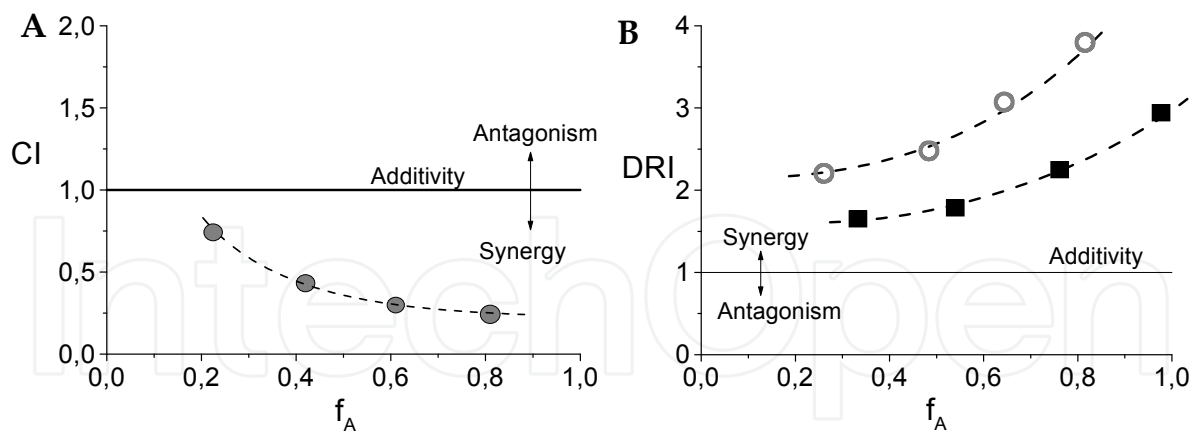 A
2,0
1,5
CI
1,0
0,5
0,0
Antagonism
Additivity
Synergy
0,0 0,2 0,4 0,6 0,8 1,0
f_A
B
4
3
DRI
2
1
0
Synergy
Additivity
Antagonism
0,0 0,2 0,4 0,6 0,8 1,0
f_A
IntechOpen